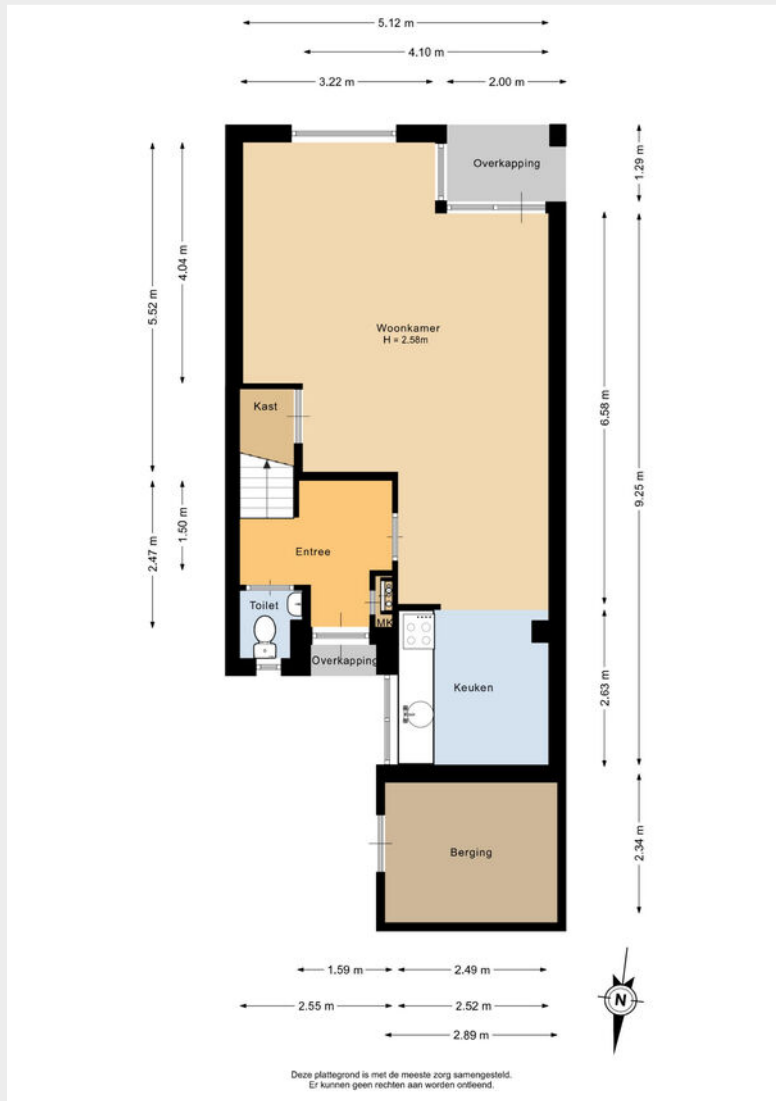 5.12 m
4.10 m
3.22 m
2.00 m
Overkapping
1.29 m
4.04 m
5.52 m
Woonkamer
H = 2.58m
Kast
6.58 m
9.25 m
1.50 m
2.47 m
Entree
Toilet
MK
Overkapping
Keuken
2.63 m
Berging
2.34 m
1.59 m
2.49 m
2.55 m
2.52 m
2.89 m
N
Deze plattegrond is met de meeste zorg samengesteld.
Er kunnen geen rechten aan worden ontleend.